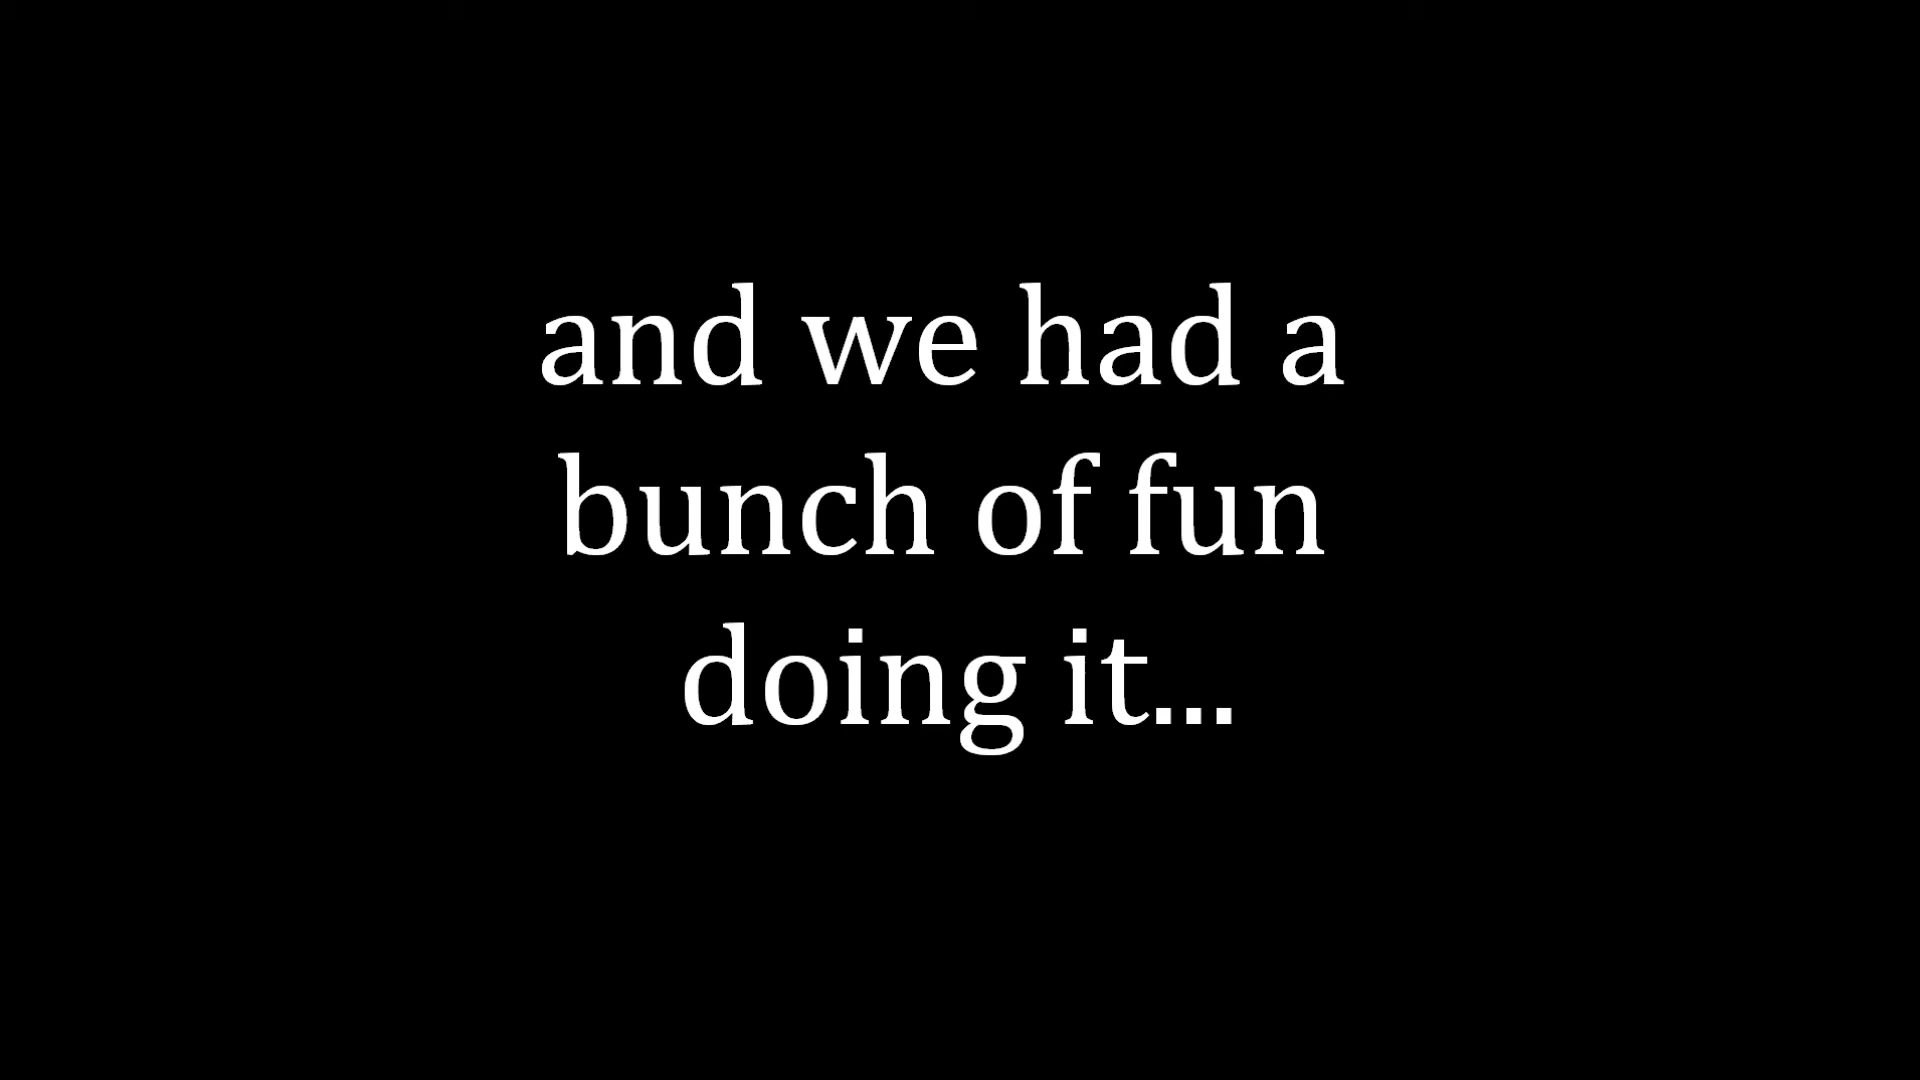 and we had a
bunch of fun
doing it...